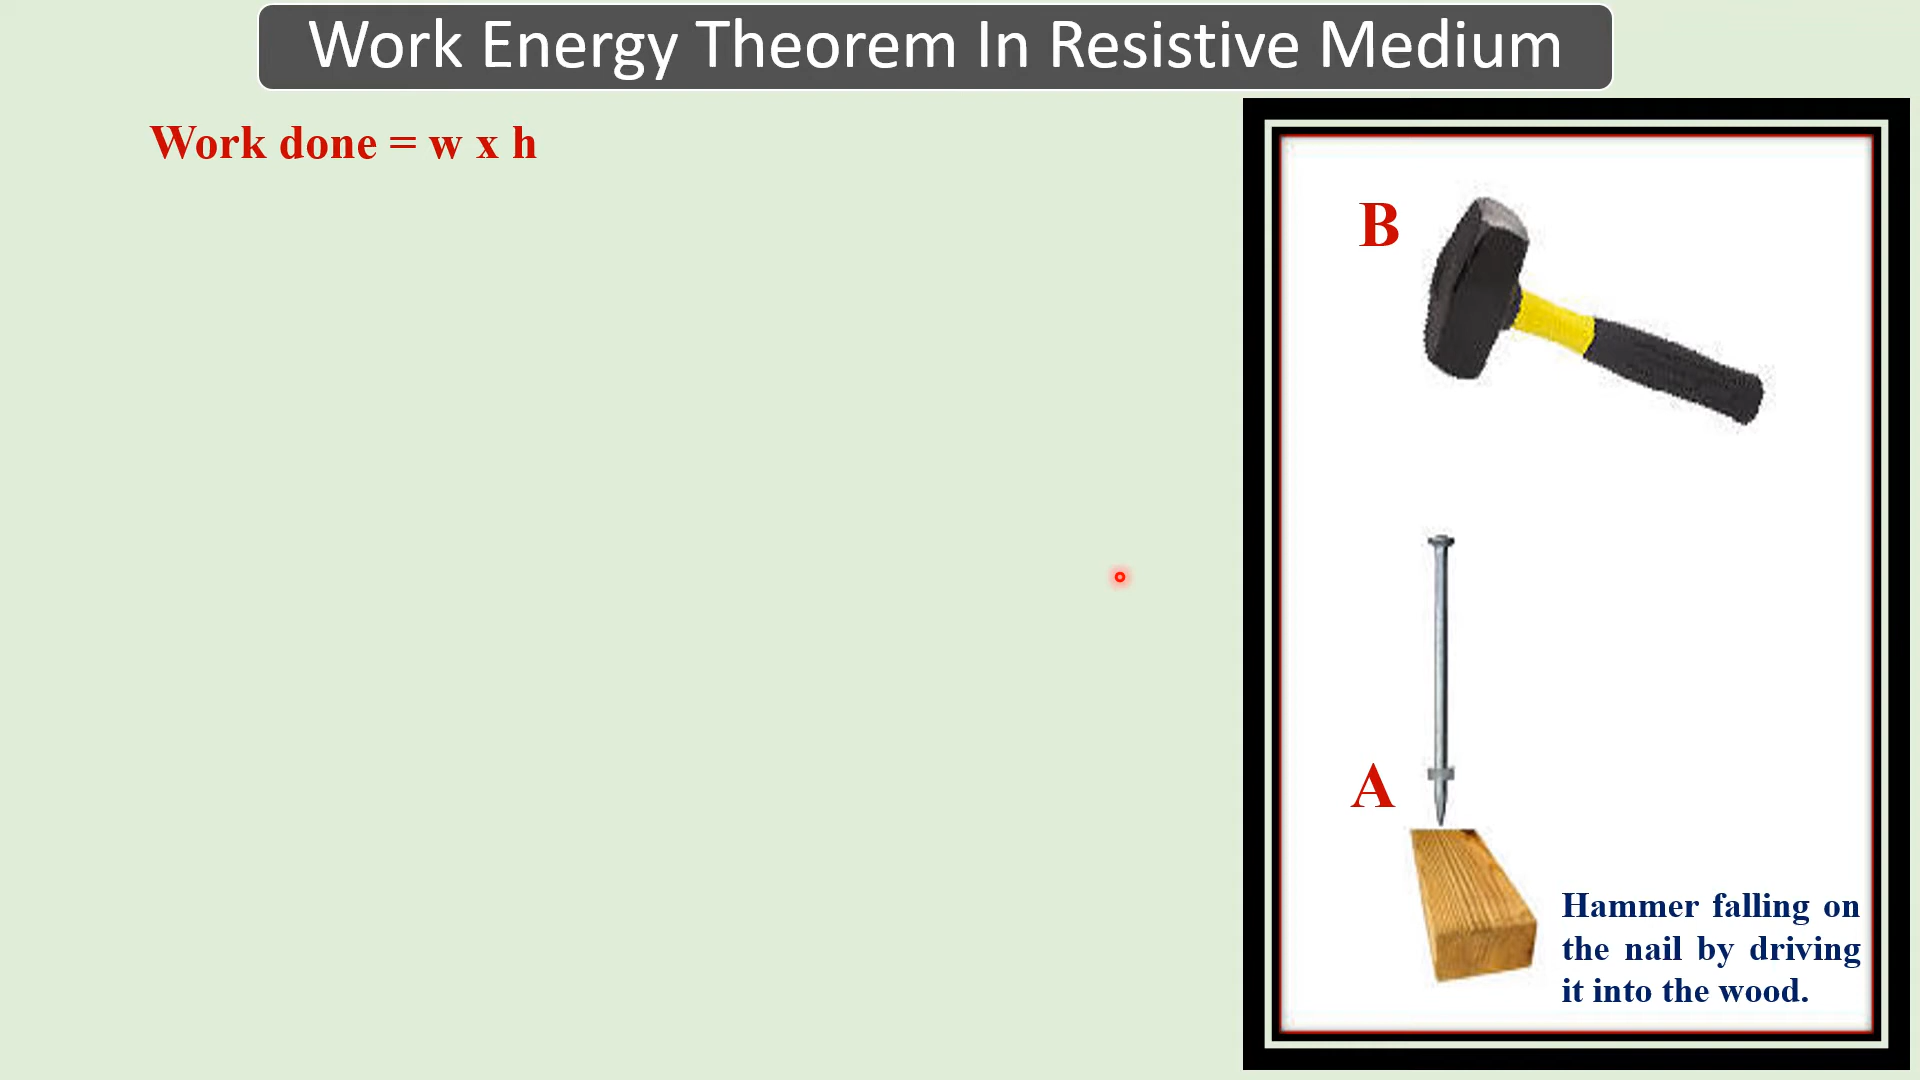 Work Energy Theorem In Resistive Medium
Work done = w x h
B
A
Hammer falling on
the nail by driving
it into the wood.